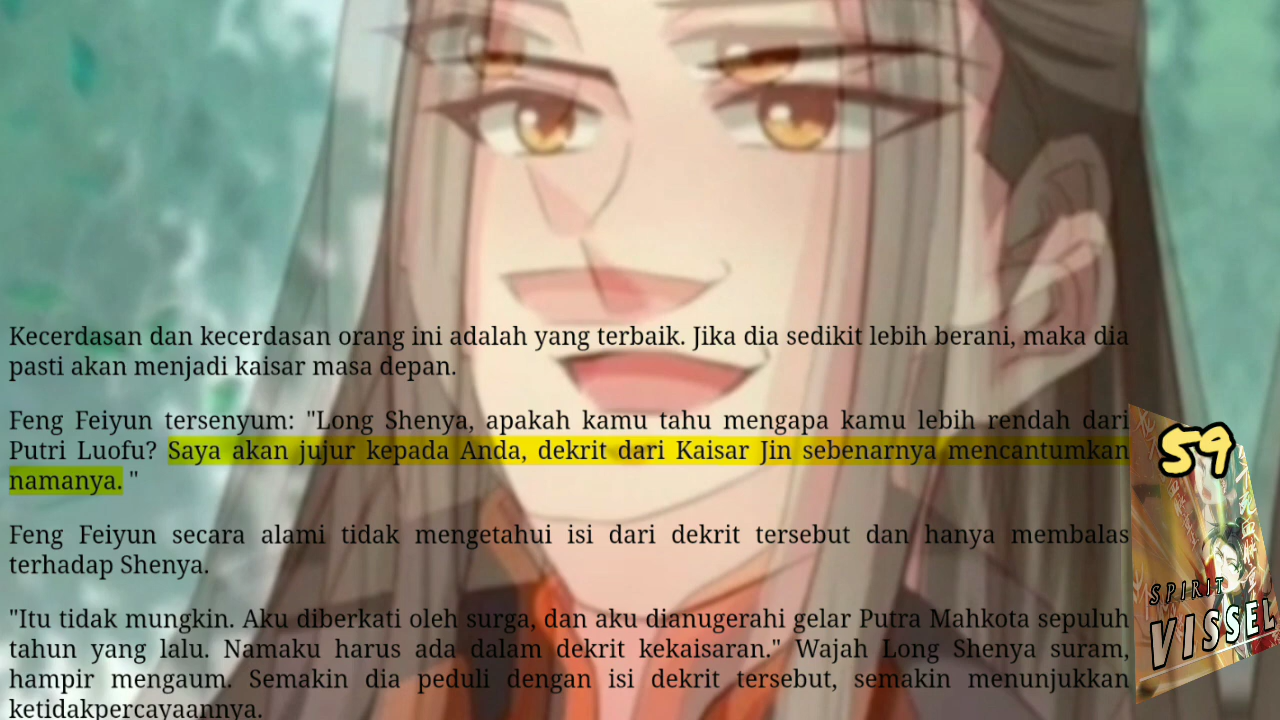 Kecerdasan dan kecerdasan orang ini adalah yang terbaik. Jika dia sedikit lebih berani, maka dia
pasti akan menjadi kaisar masa depan.
Feng Feiyun tersenyum: "Long Shenya, apakah kamu tahu mengapa kamu lebih rendah dari
Putri Luofu? Saya akan jujur kepada Anda, dekrit dari Kaisar Jin sebenarnya mencantumkan
namanya. "
Feng Feiyun secara alami tidak mengetahui isi dari dekrit tersebut dan hanya membalas
terhadap Shenya.
"Itu tidak mungkin. Aku diberkati oleh surga, dan aku dianugerahi gelar Putra Mahkota sepuluh
tahun yang lalu. Namaku harus ada dalam dekrit kekaisaran." Wajah Long Shenya suram,
hampir mengaum. Semakin dia peduli dengan isi dekrit tersebut, semakin menunjukkan
ketidakpercayaannya.
59
SPIRIT
VISSEL